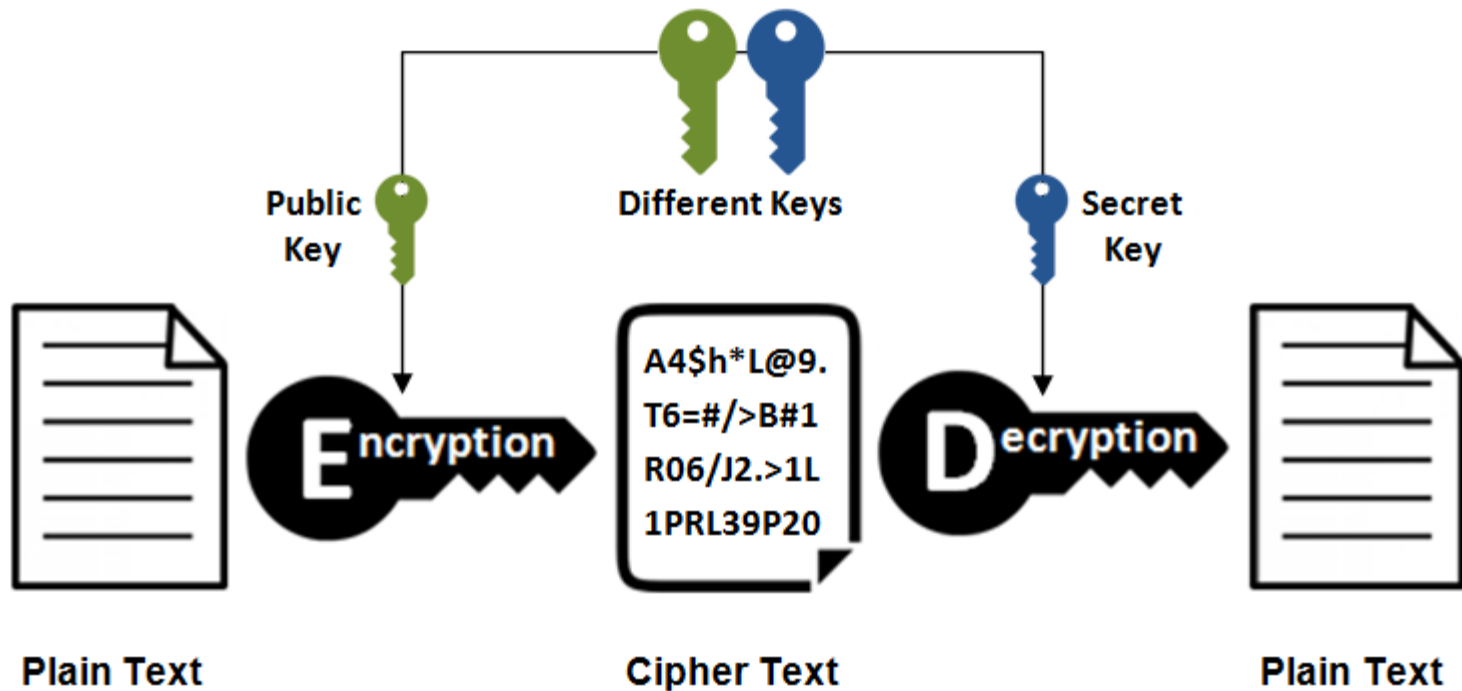 Public
Key
Different Keys
Secret
Key
Encryption
A4$h*L@9.
T6=#/>B#1
R06/J2.>1L
1PRL39P20
Decryption
Plain Text
Cipher Text
Plain Text